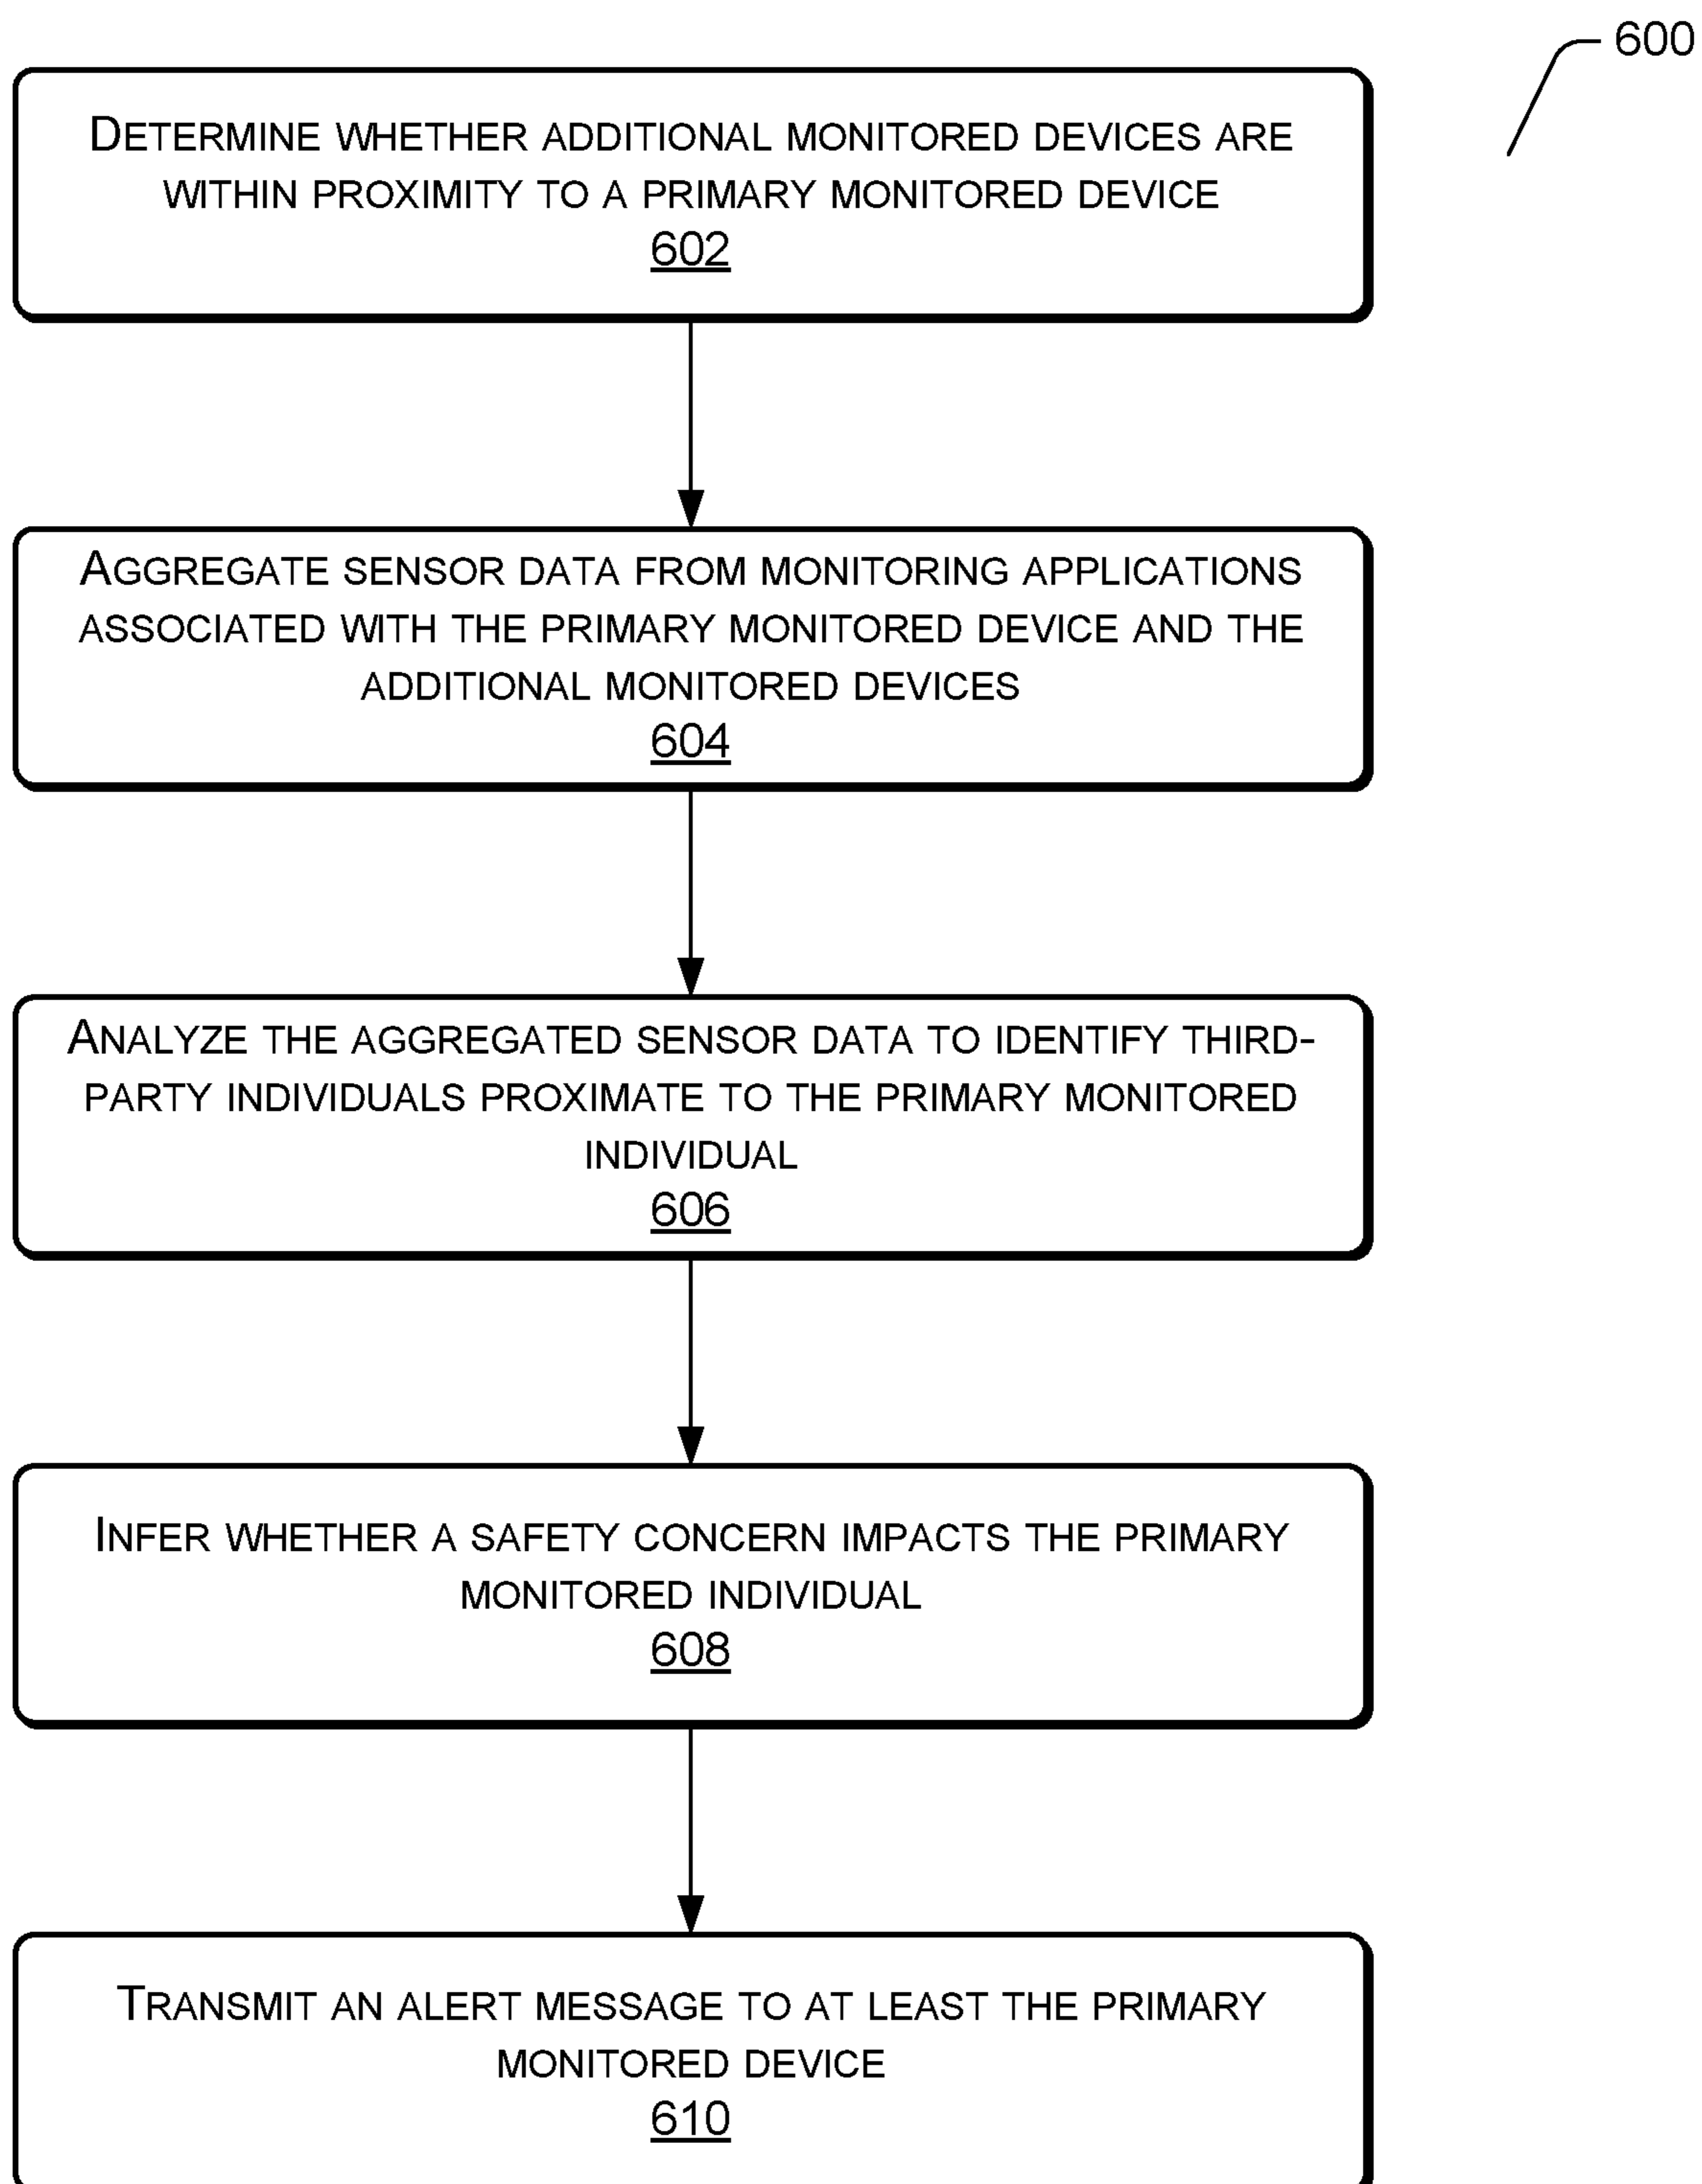 600
DETERMINE WHETHER ADDITIONAL MONITORED DEVICES ARE
WITHIN PROXIMITY TO A PRIMARY MONITORED DEVICE
602
AGGREGATE SENSOR DATA FROM MONITORING APPLICATIONS
ASSOCIATED WITH THE PRIMARY MONITORED DEVICE AND THE
ADDITIONAL MONITORED DEVICES
604
ANALYZE THE AGGREGATED SENSOR DATA TO IDENTIFY THIRD-
PARTY INDIVIDUALS PROXIMATE TO THE PRIMARY MONITORED
INDIVIDUAL
606
INFER WHETHER A SAFETY CONCERN IMPACTS THE PRIMARY
MONITORED INDIVIDUAL
608
TRANSMIT AN ALERT MESSAGE TO AT LEAST THE PRIMARY
MONITORED DEVICE
610